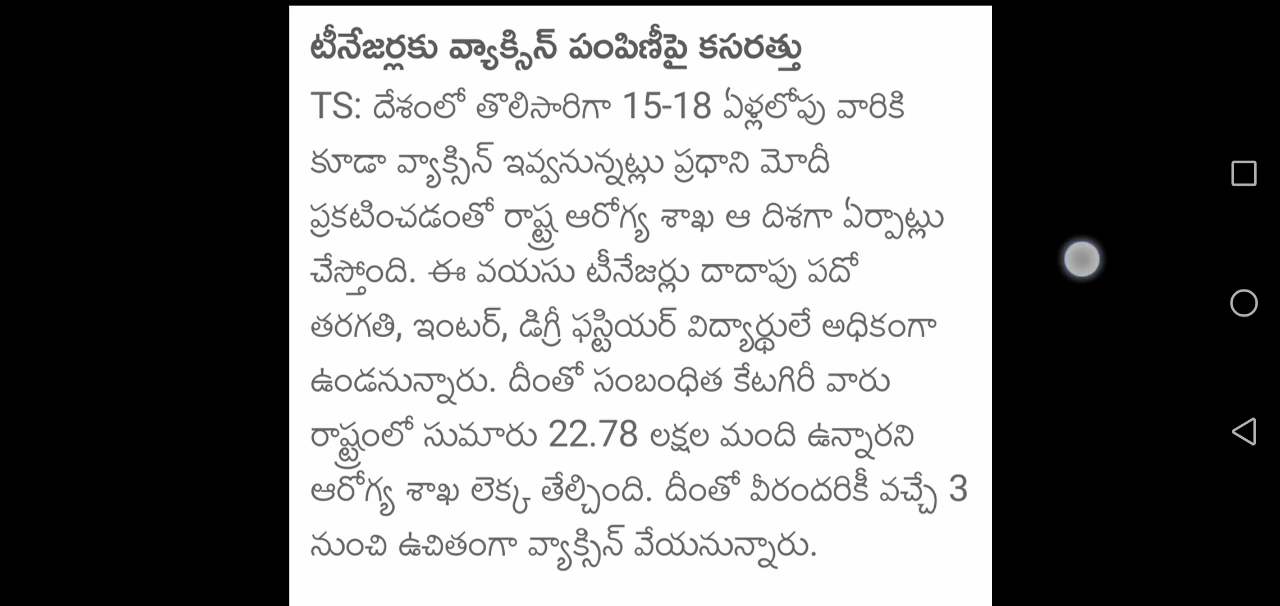 టీనేజర్లకు వ్యాక్సిన్ పంపిణీపై కసరత్తు
TS: దేశంలో తొలిసారిగా 15-18 ఏళ్లలోపు వారికి
కూడా వ్యాక్సిన్ ఇవ్వనున్నట్లు ప్రధాని మోదీ
ప్రకటించడంతో రాష్ట్ర ఆరోగ్య శాఖ ఆ దిశగా ఏర్పాట్లు
చేస్తోంది. ఈ వయసు టీనేజర్లు దాదాపు పదో
తరగతి, ఇంటర్, డిగ్రీ ఫస్టియర్ విద్యార్థులే అధికంగా
ఉండనున్నారు. దీంతో సంబంధిత కేటగిరీ వారు
రాష్ట్రంలో సుమారు 22.78 లక్షల మంది ఉన్నారని
ఆరోగ్య శాఖ లెక్క తేల్చింది. దీంతో వీరందరికీ వచ్చే 3
నుంచి ఉచితంగా వ్యాక్సిన్ వేయనున్నారు.